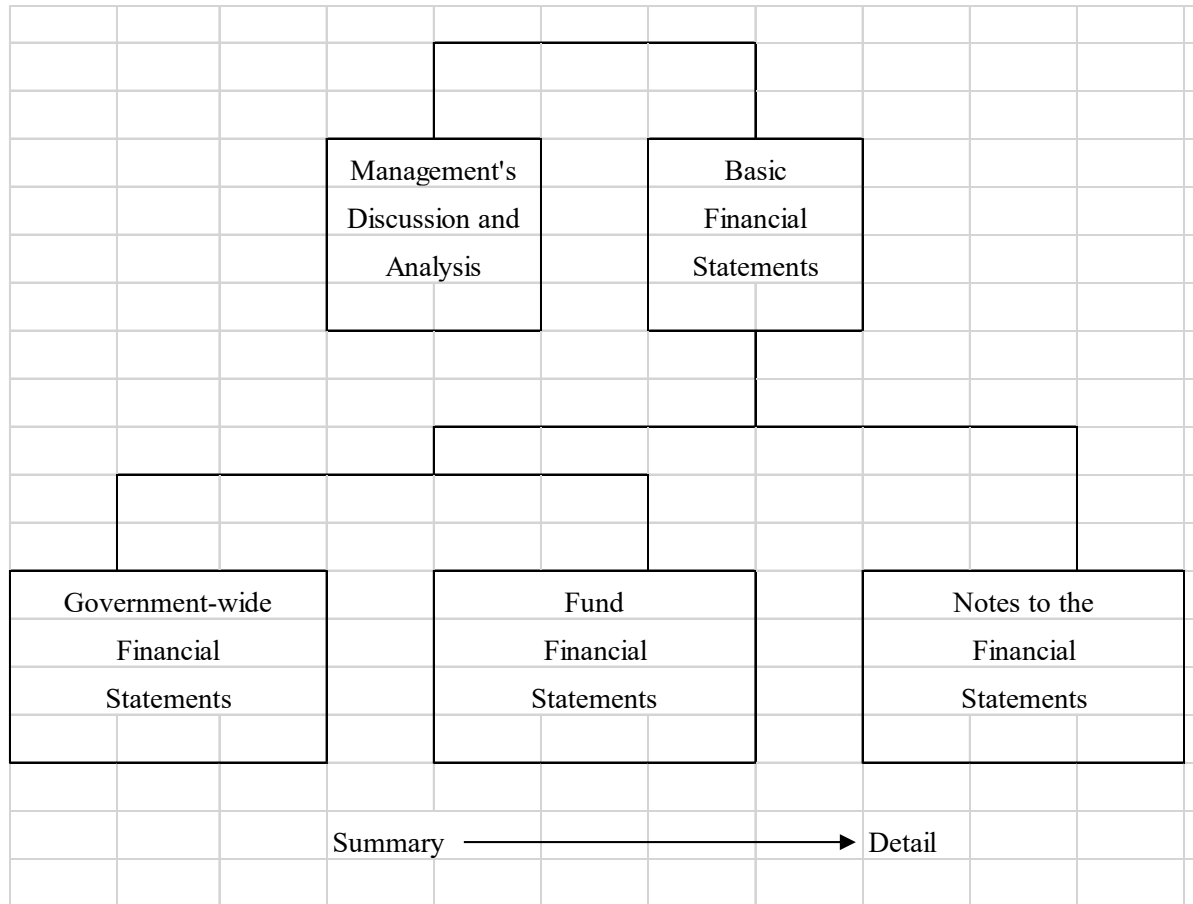 Management's
Discussion and
Analysis
Basic
Financial
Statements
Government-wide
Financial
Statements
Fund
Financial
Statements
Notes to the
Financial
Statements
Summary
Detail